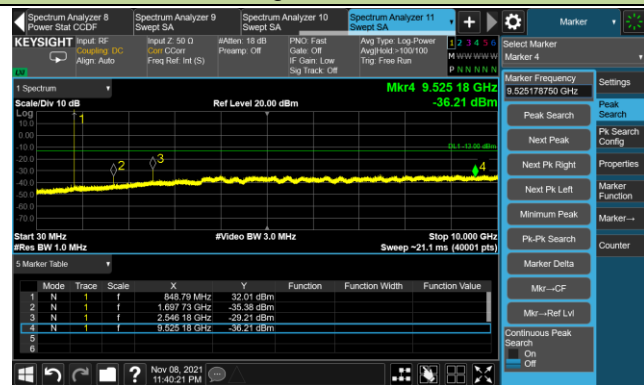 Spectrum Analyzer 8
Power Stat CCDF
Spectrum Analyzer 9
Swept SA
Spectrum Analyzer 10
Swept SA
Spectrum Analyzer 11
Swept SA
Marker
KEYSIGHT
Input: RF
Coupling: DC
Align: Auto
Input Z: 50 Ω
Corr CCorr
Freq Ref: Int (S)
#Atten: 18 dB
Preamp: Off
PNO: Fast
Gate: Off
IF Gain: Low
Sig Track: Off
Avg Type: Log-Power
Avg|Hold:>100/100
Trig: Free Run
1 2 3 4 5 6
M W W W W W
P N N N N N
Select Marker
Marker 4
1 Spectrum
Scale/Div 10 dB
Ref Level 20.00 dBm
Mkr4 9.525 18 GHz
-36.21 dBm
Log
10.0
0.00
-10.0
-20.0
-30.0
-40.0
-50.0
-60.0
-70.0
1
2
3
4
DL1 -13.00 dBm
Start 30 MHz
#Res BW 1.0 MHz
#Video BW 3.0 MHz
Stop 10.000 GHz
Sweep ~21.1 ms (40001 pts)
5 Marker Table
Mode Trace Scale X Y Function Function Width Function Value
1 N 1 f 848.79 MHz 32.01 dBm
2 N 1 f 1.697 73 GHz -35.38 dBm
3 N 1 f 2.546 18 GHz -29.21 dBm
4 N 1 f 9.525 18 GHz -36.21 dBm
5
6
Marker Frequency
9.525178750 GHz
Peak Search
Next Peak
Next Pk Right
Next Pk Left
Minimum Peak
Pk-Pk Search
Marker Delta
Mkr→CF
Mkr→Ref Lvl
Continuous Peak
Search
On
Off
Settings
Peak
Search
Pk Search
Config
Properties
Marker
Function
Marker→
Counter
Nov 08, 2021
11:40:21 PM